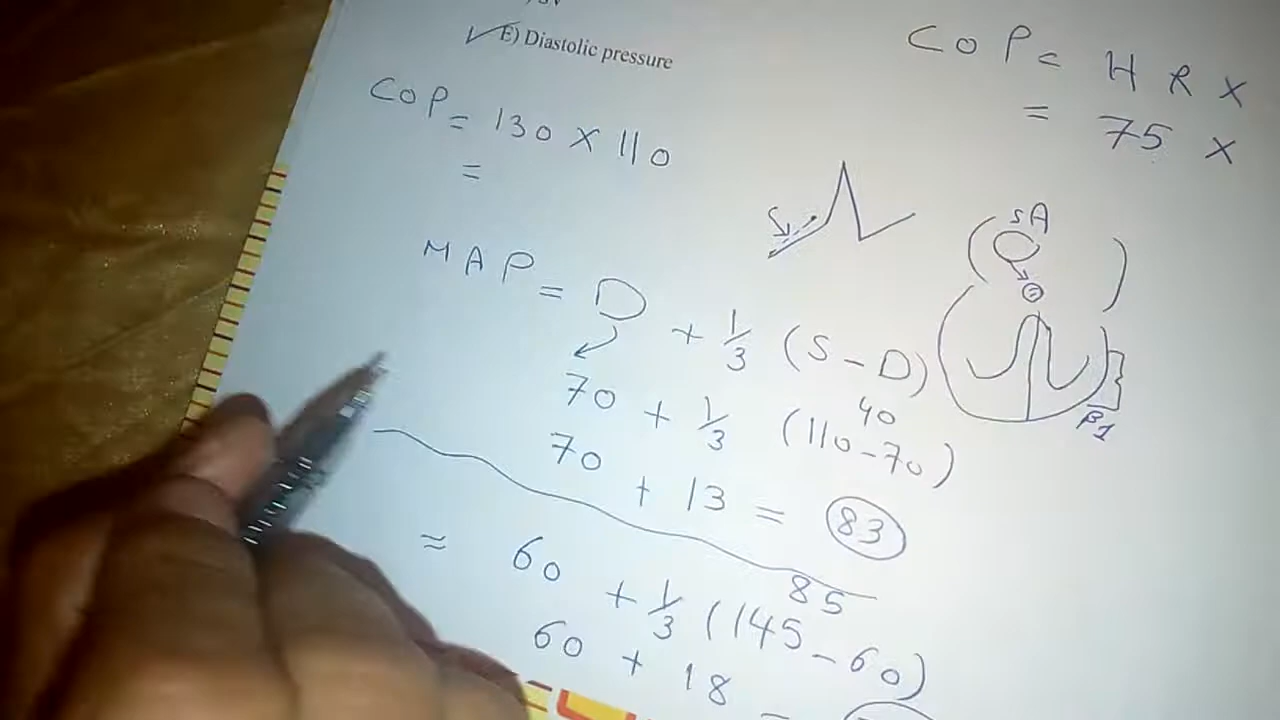 E) Diastolic pressure
COP = HR X
= 75 X
COP = 130 X 110
=
SA
MAP = D + 1/3 (S - D)
40
70 + 1/3 (110-70)
β1
70 + 13 = 83
85
≈ 60 + 1/3 (145 - 60)
60 + 18 =